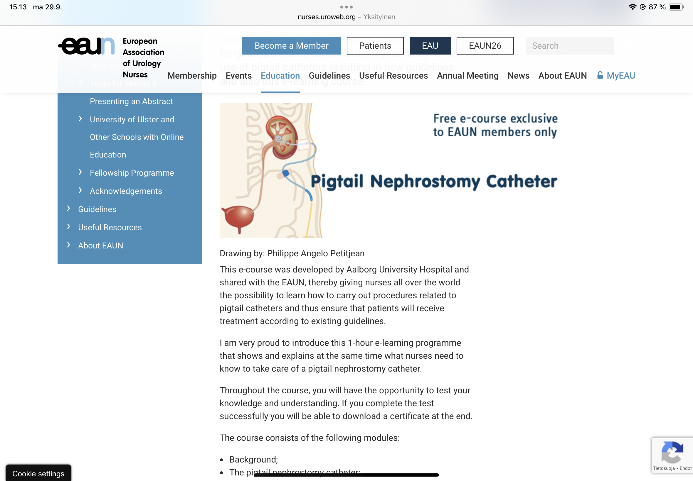 15.13 ma 29.9.
87 %
nurses.uroweb.org – Yksityinen
eaun
European
Association
of Urology
Nurses
Become a Member
Patients
EAU
EAUN26
Search
Membership
Events
Education
Guidelines
Useful Resources
Annual Meeting
News
About EAUN
MyEAU
Presenting an Abstract
University of Ulster and
Other Schools with Online
Education
Fellowship Programme
Acknowledgements
Guidelines
Useful Resources
About EAUN
Free e-course exclusive
to EAUN members only
Pigtail Nephrostomy Catheter
Drawing by: Philippe Angelo Petitjean
This e-course was developed by Aalborg University Hospital and
shared with the EAUN, thereby giving nurses all over the world
the possibility to learn how to carry out procedures related to
pigtail catheters and thus ensure that patients will receive
treatment according to existing guidelines.
I am very proud to introduce this 1-hour e-learning programme
that shows and explains at the same time what nurses need to
know to take care of a pigtail nephrostomy catheter.
Throughout the course, you will have the opportunity to test your
knowledge and understanding. If you complete the test
successfully you will be able to download a certificate at the end.
The course consists of the following modules:
• Background;
• The pigtail nephrostomy catheter;
Cookie settings
Tietosuoja - Ehdot